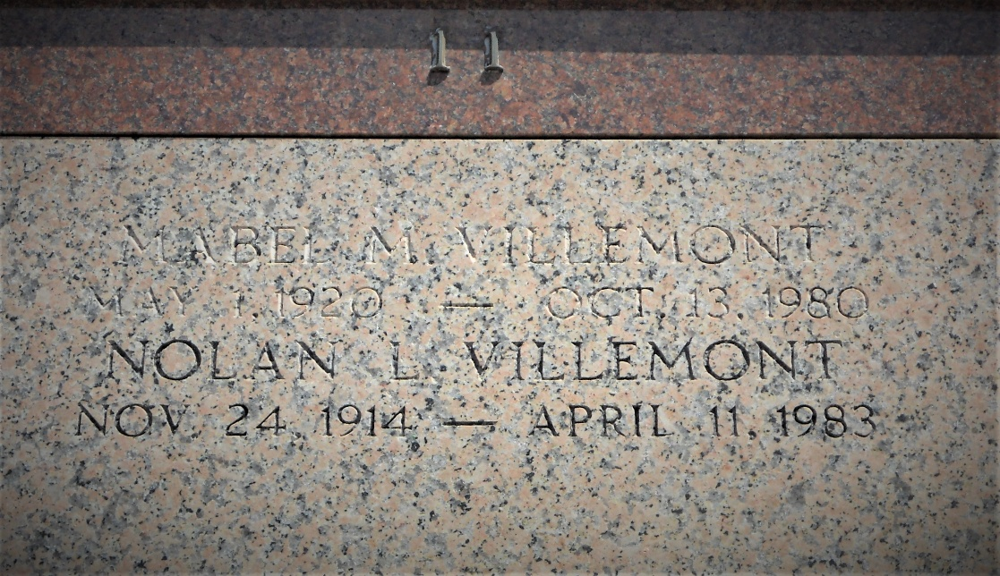 MABEL M. VILLEMONT
MAY 1, 1920 — OCT. 13, 1980
NOLAN L. VILLEMONT
NOV 24 1914 — APRIL 11, 1983